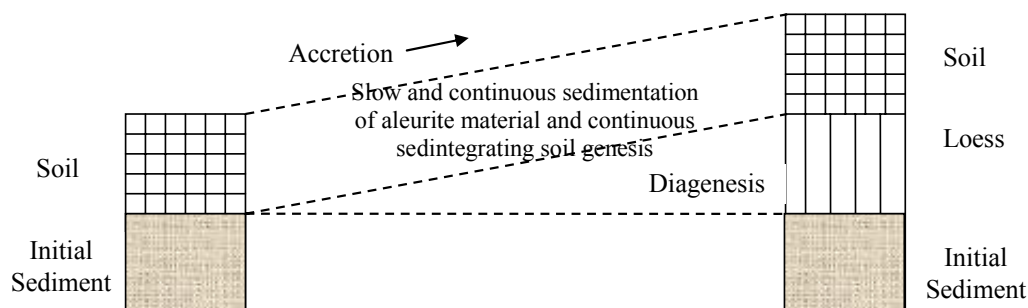 Accretion
Soil
Slow and continuous sedimentation
of aleurite material and continuous
sedintegrating soil genesis
Loess
Soil
Diagenesis
Initial
Sediment
Initial
Sediment